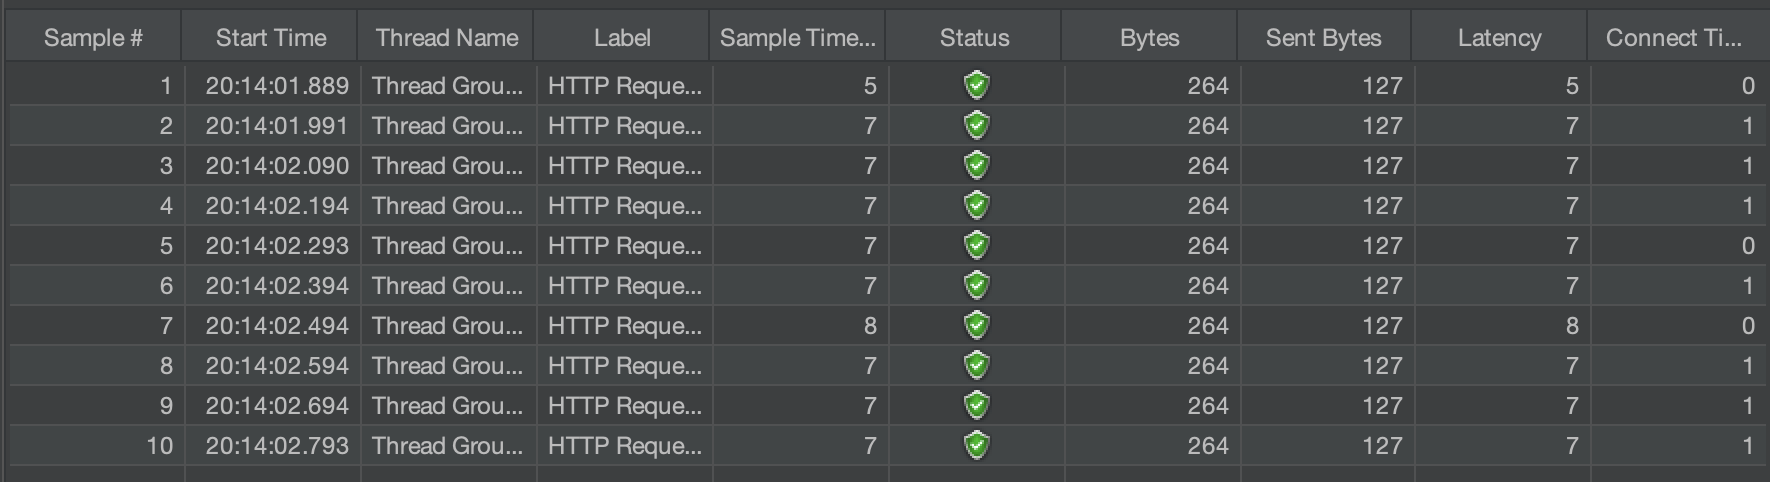 Sample # Start Time Thread Name Label Sample Time... Status Bytes Sent Bytes Latency Connect Ti...
1 20:14:01.889 Thread Grou... HTTP Reque... 5 264 127 5 0
2 20:14:01.991 Thread Grou... HTTP Reque... 7 264 127 7 1
3 20:14:02.090 Thread Grou... HTTP Reque... 7 264 127 7 1
4 20:14:02.194 Thread Grou... HTTP Reque... 7 264 127 7 1
5 20:14:02.293 Thread Grou... HTTP Reque... 7 264 127 7 0
6 20:14:02.394 Thread Grou... HTTP Reque... 7 264 127 7 1
7 20:14:02.494 Thread Grou... HTTP Reque... 8 264 127 8 0
8 20:14:02.594 Thread Grou... HTTP Reque... 7 264 127 7 1
9 20:14:02.694 Thread Grou... HTTP Reque... 7 264 127 7 1
10 20:14:02.793 Thread Grou... HTTP Reque... 7 264 127 7 1